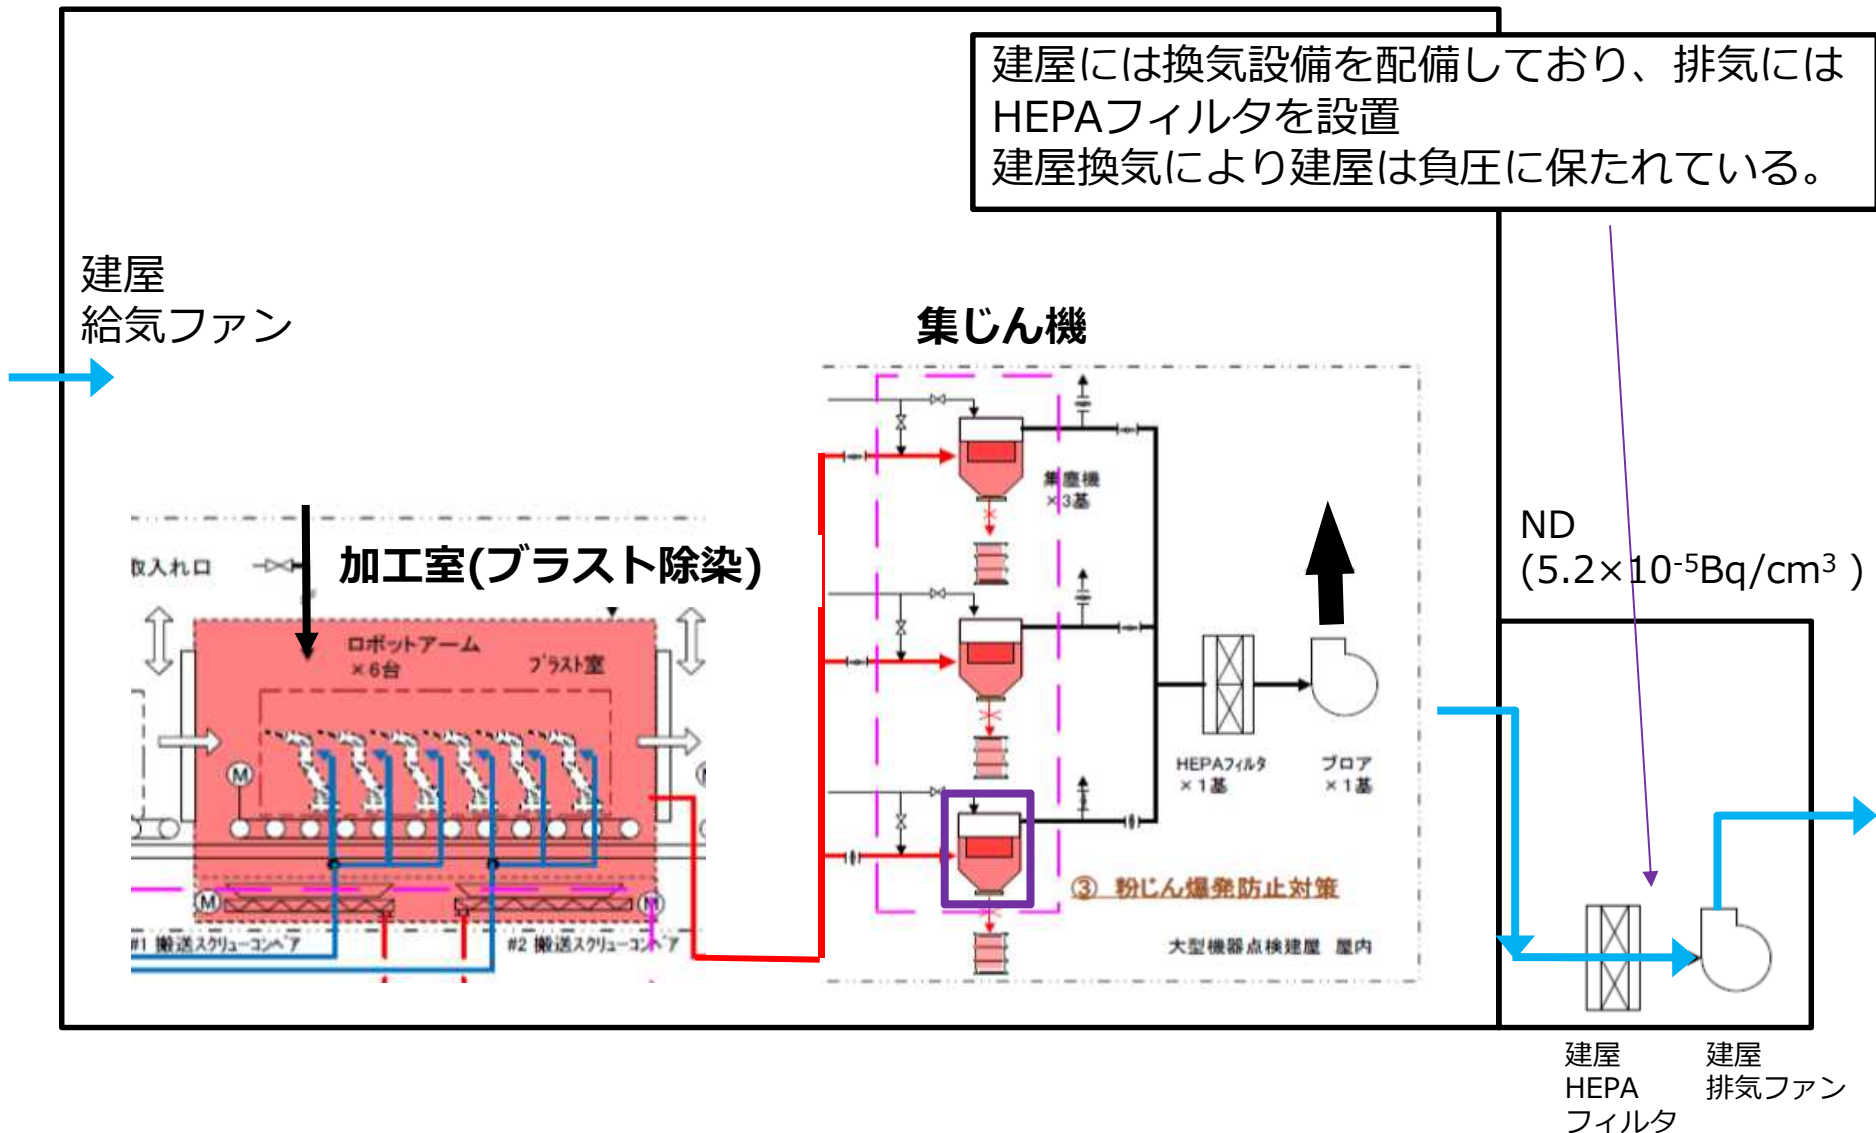 建屋には換気設備を配備しており、排気には
HEPAフィルタを設置
建屋換気により建屋は負圧に保たれている。
建屋
給気ファン
集じん機
集塵機
×3基
取入れ口
加工室(ブラスト除染)
ND
(5.2×10⁻⁵Bq/cm³ )
ロボットアーム
×6台
ブラスト室
M
HEPAフィルタ
×1基
ブロア
×1基
③ 粉じん爆発防止対策
M
M
#1 搬送スクリューコンベア
#2 搬送スクリューコンベア
大型機器点検建屋 屋内
建屋
HEPA
フィルタ
建屋
排気ファン